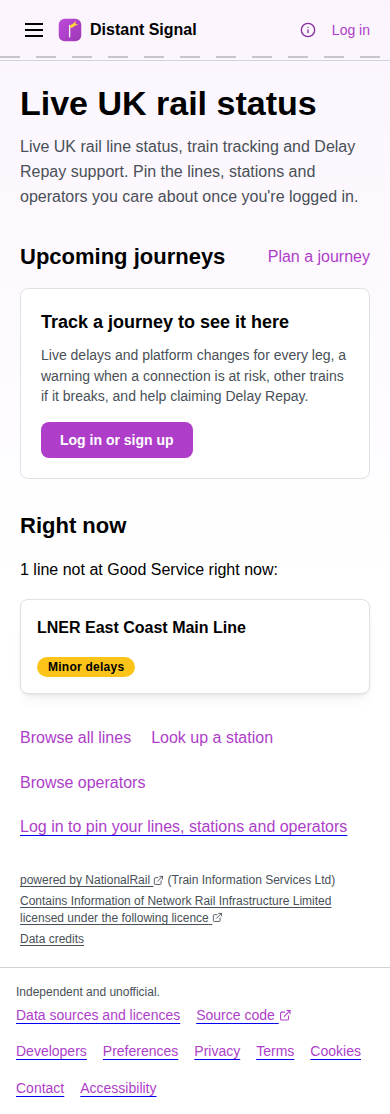 Distant Signal
Log in
Live UK rail status
Live UK rail line status, train tracking and Delay
Repay support. Pin the lines, stations and
operators you care about once you're logged in.
Upcoming journeys
Plan a journey
Track a journey to see it here
Live delays and platform changes for every leg, a
warning when a connection is at risk, other trains
if it breaks, and help claiming Delay Repay.
Log in or sign up
Right now
1 line not at Good Service right now:
LNER East Coast Main Line
Minor delays
Browse all lines
Look up a station
Browse operators
Log in to pin your lines, stations and operators
powered by NationalRail (Train Information Services Ltd)
Contains Information of Network Rail Infrastructure Limited
licensed under the following licence
Data credits
Independent and unofficial.
Data sources and licences
Source code
Developers
Preferences
Privacy
Terms
Cookies
Contact
Accessibility